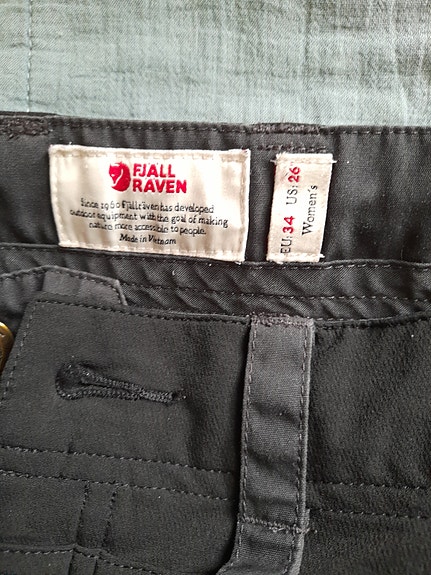 FJÄLL
RÄVEN
Since 1960 Fjällräven has developed
outdoor equipment with the goal of making
nature more accessible to people.
Made in Vietnam
EU: 34 US: 26
Women's